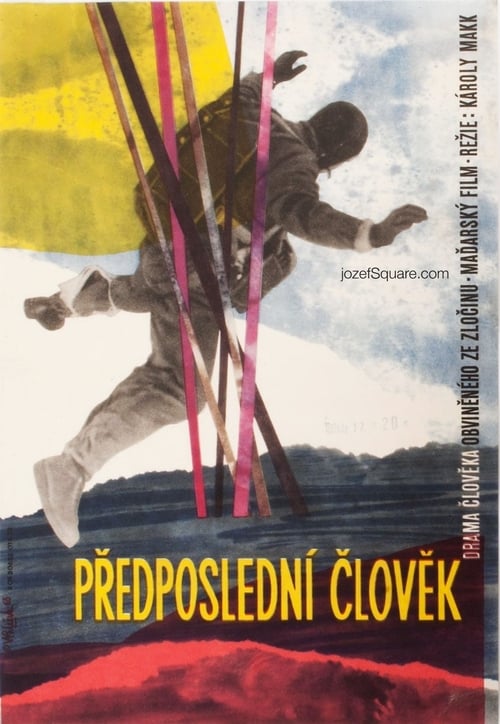 DRAMA ČLOVĚKA OBVINĚNÉHO ZE ZLOČINU · MAĎARSKÝ FILM · REŽIE: KÁROLY MAKK
jozefSquare.com
PŘEDPOSLEDNÍ ČLOVĚK